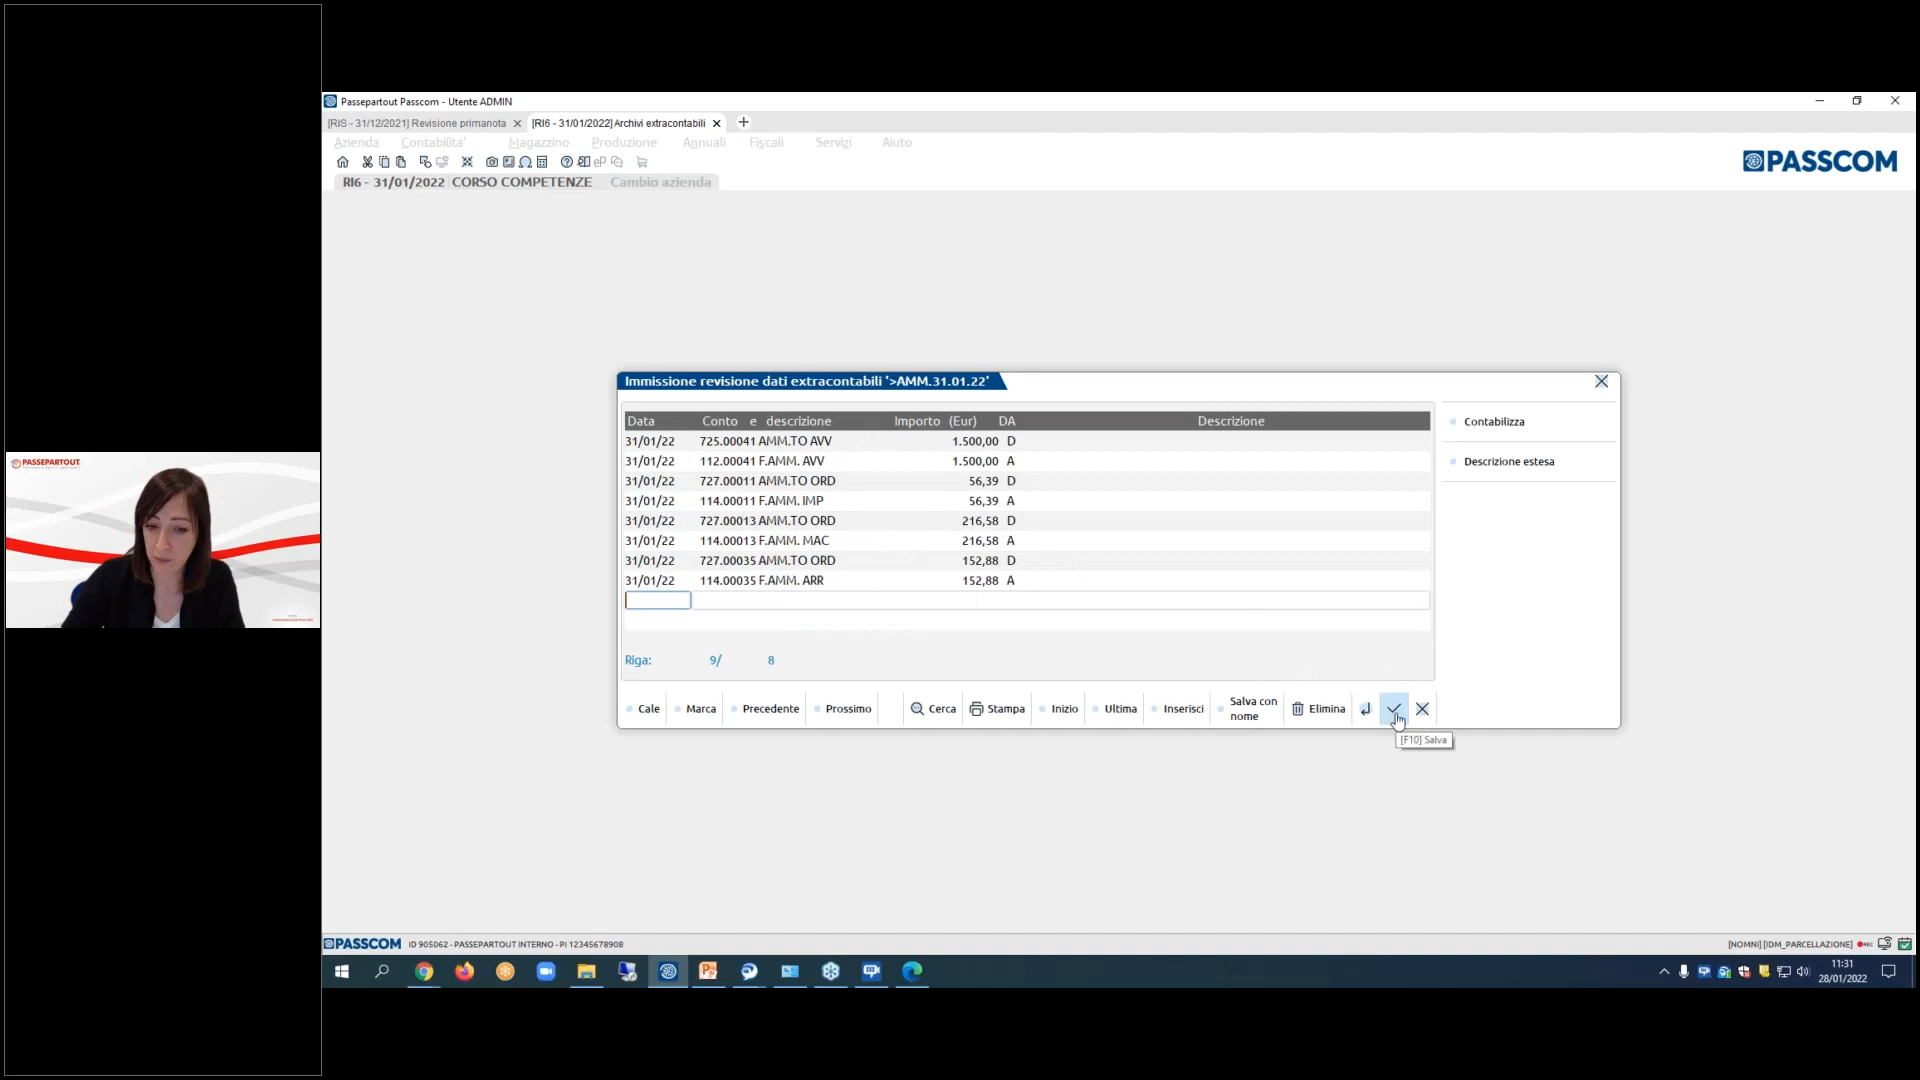 Passepartout Passcom - Utente ADMIN
[RIS - 31/12/2021] Revisione primanota
[RI6 - 31/01/2022] Archivi extracontabili
Azienda Contabilita' Magazzino Produzione Annuali Fiscali Servizi Aiuto
PASSCOM
RI6 - 31/01/2022 CORSO COMPETENZE Cambio azienda
Immissione revisione dati extracontabili '>AMM.31.01.22'
Data Conto e descrizione Importo (Eur) DA Descrizione
31/01/22 725.00041 AMM.TO AVV 1.500,00 D
31/01/22 112.00041 F.AMM. AVV 1.500,00 A
31/01/22 727.00011 AMM.TO ORD 56,39 D
31/01/22 114.00011 F.AMM. IMP 56,39 A
31/01/22 727.00013 AMM.TO ORD 216,58 D
31/01/22 114.00013 F.AMM. MAC 216,58 A
31/01/22 727.00035 AMM.TO ORD 152,88 D
31/01/22 114.00035 F.AMM. ARR 152,88 A
Riga: 9/ 8
Contabilizza
Descrizione estesa
Cale Marca Precedente Prossimo Cerca Stampa Inizio Ultima Inserisci Salva con nome Elimina
[F10] Salva
PASSEPARTOUT
PASSCOM ID 905062 - PASSEPARTOUT INTERNO - PI 12345678908
[NOMNI] [IDM_PARCELLAZIONE] REC
11:31
28/01/2022